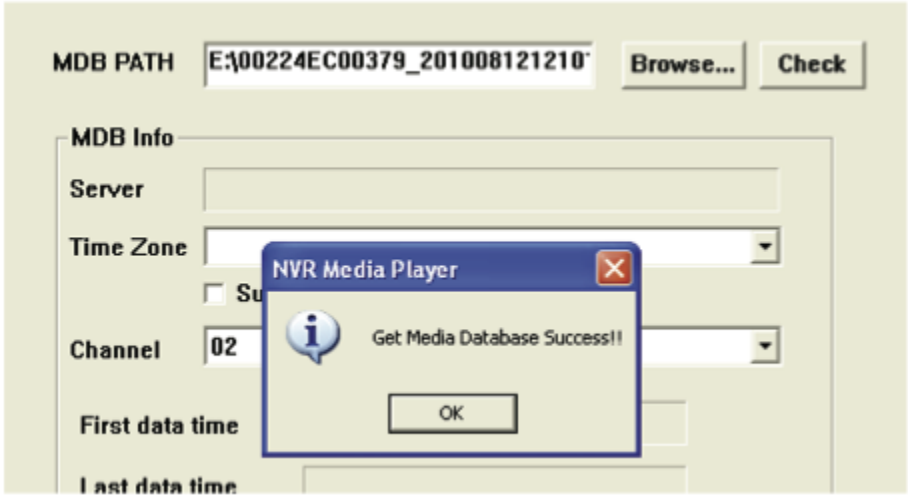 MDB PATH E:\00224EC00379_201008121210 Browse... Check
MDB Info
Server
Time Zone
NVR Media Player
Su
Get Media Database Success!!
Channel 02
OK
First data time
Last data time